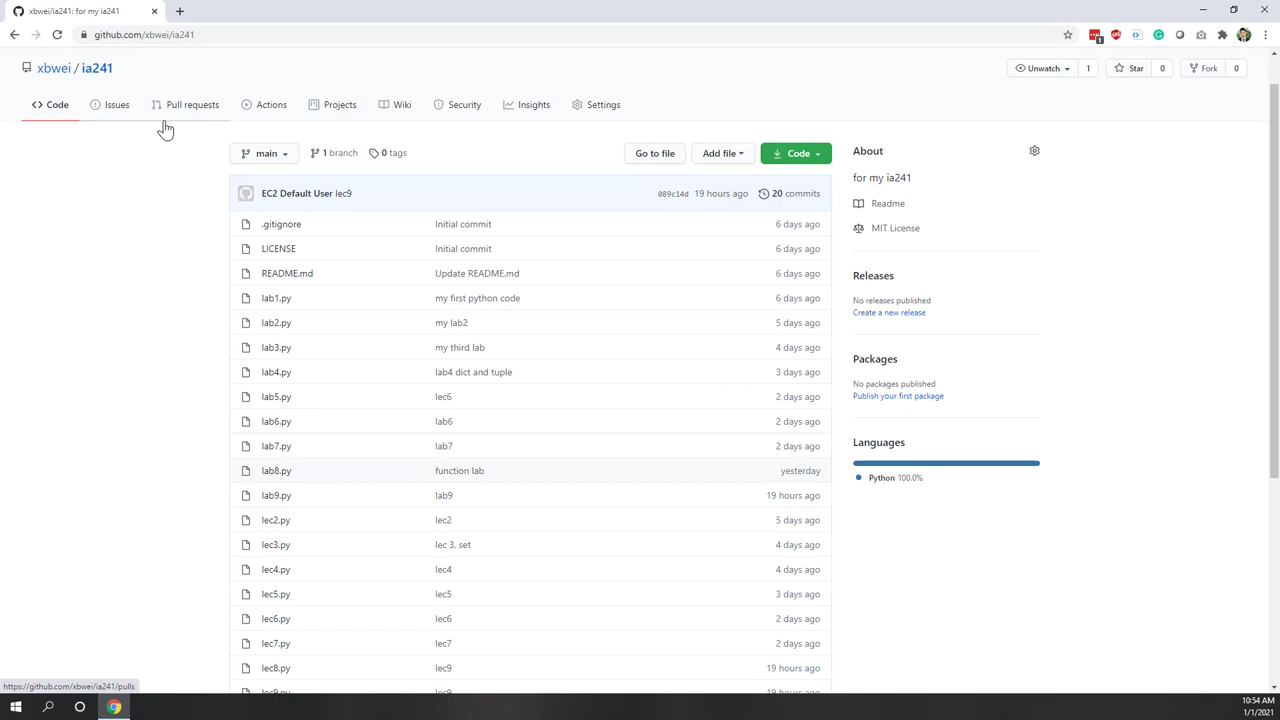 xbwei/ia241: for my ia241
github.com/xbwei/ia241
1
xbwei / ia241
Unwatch 1
Star 0
Fork 0
Code
Issues
Pull requests
Actions
Projects
Wiki
Security
Insights
Settings
main
1 branch
0 tags
Go to file
Add file
Code
About
for my ia241
Readme
MIT License
Releases
No releases published
Create a new release
Packages
No packages published
Publish your first package
Languages
Python 100.0%
EC2 Default User lec9 089c14d 19 hours ago 20 commits
.gitignore Initial commit 6 days ago
LICENSE Initial commit 6 days ago
README.md Update README.md 6 days ago
lab1.py my first python code 6 days ago
lab2.py my lab2 5 days ago
lab3.py my third lab 4 days ago
lab4.py lab4 dict and tuple 3 days ago
lab5.py lec6 2 days ago
lab6.py lab6 2 days ago
lab7.py lab7 2 days ago
lab8.py function lab yesterday
lab9.py lab9 19 hours ago
lec2.py lec2 5 days ago
lec3.py lec 3, set 4 days ago
lec4.py lec4 4 days ago
lec5.py lec5 3 days ago
lec6.py lec6 2 days ago
lec7.py lec7 2 days ago
lec8.py lec9 19 hours ago
lec9.py lec9 19 hours ago
https://github.com/xbwei/ia241/pulls
10:54 AM
1/1/2021